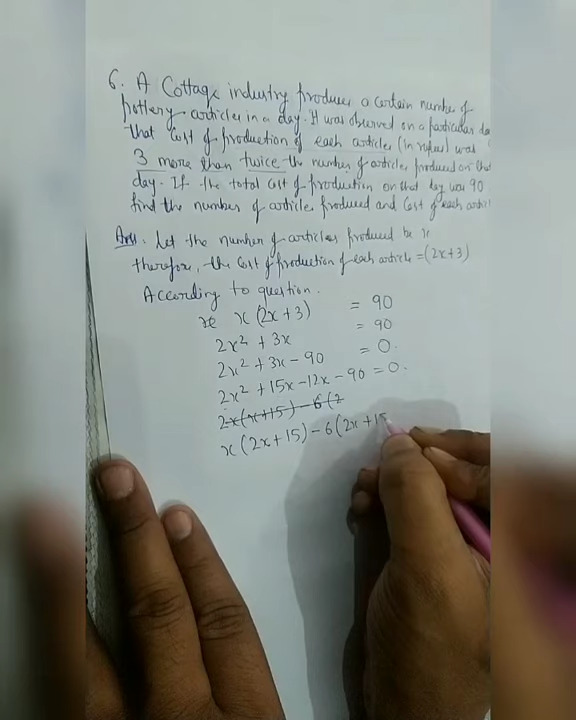 6. A Cottage industry produces a certain number of
pottery articles in a day. It was observed on a particular da
that cost of production of each articles (in rupees) was
3 more than twice the number of articles produced on that
day. If the total cost of production on that day was 90
find the number of article produced and cost of each article
Ans. Let the number of articles produced be x
therefore, the cost of production of each article = (2x+3)
According to question.
x (2x+3) = 90
2x² + 3x = 90
2x² + 3x - 90 = 0.
2x² + 15x - 12x - 90 = 0.
2x(x+15) - 6(2
x(2x+15) - 6(2x+15